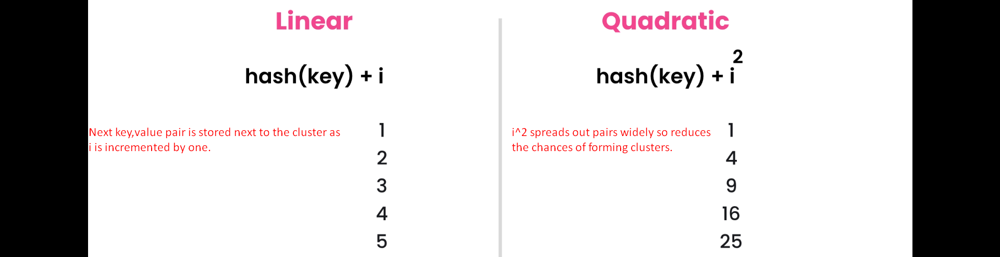 Linear
hash(key) + i
Next key,value pair is stored next to the cluster as
i is incremented by one.
1
2
3
4
5
Quadratic
hash(key) + i²
i^2 spreads out pairs widely so reduces
the chances of forming clusters.
1
4
9
16
25